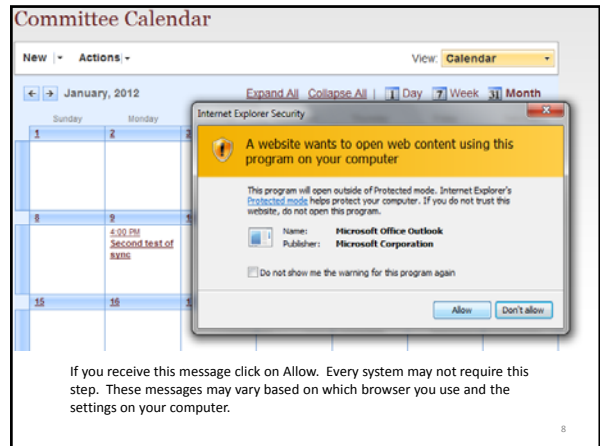 Committee Calendar
New Actions View: Calendar
January, 2012 Expand All Collapse All | 1 Day 7 Week 31 Month
Sunday Monday
1 2
Internet Explorer Security
A website wants to open web content using this
program on your computer
This program will open outside of Protected mode. Internet Explorer's
Protected mode helps protect your computer. If you do not trust this
website, do not open this program.
Name: Microsoft Office Outlook
Publisher: Microsoft Corporation
Do not show me the warning for this program again
Allow Don't allow
8 9
4:00 PM
Second test of
sync
15 16
If you receive this message click on Allow. Every system may not require this
step. These messages may vary based on which browser you use and the
settings on your computer.
8